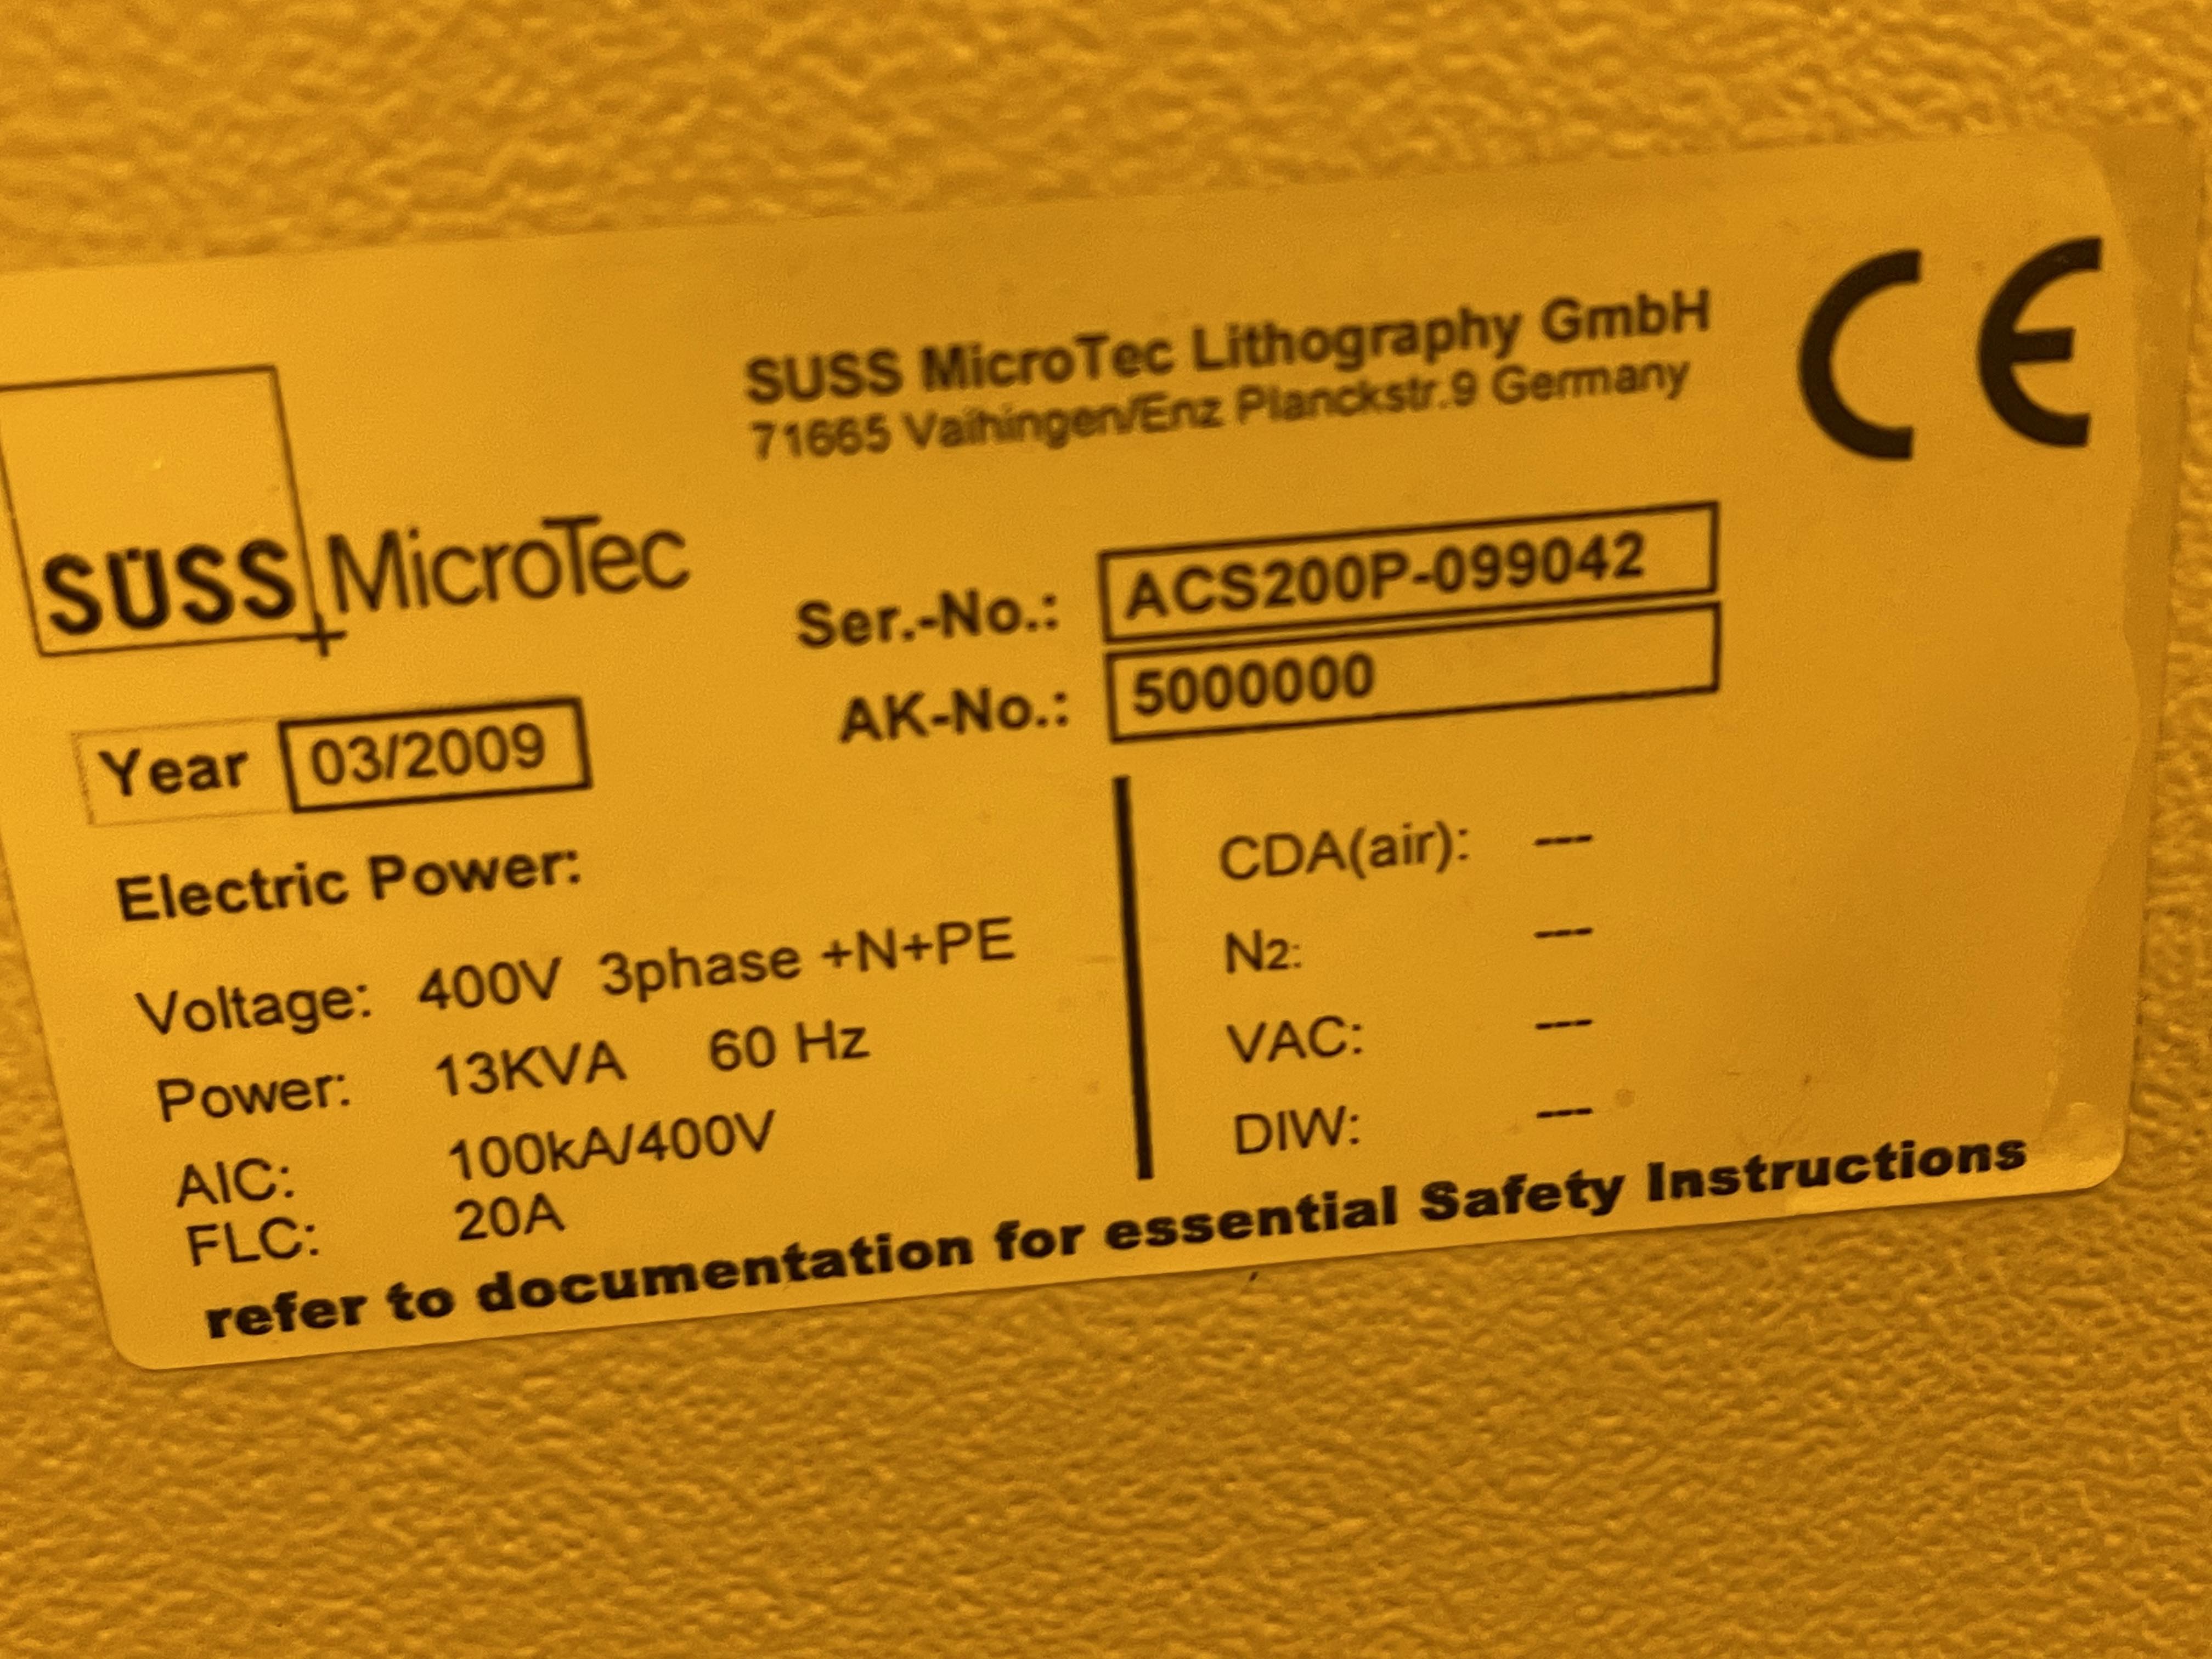 SUSS MicroTec Lithography GmbH
71665 Vaihingen/Enz Planckstr.9 Germany
CE
SÜSS MicroTec
Ser.-No.: ACS200P-099042
AK-No.: 5000000
Year 03/2009
Electric Power:
Voltage: 400V 3phase +N+PE
Power: 13KVA 60 Hz
AIC: 100kA/400V
FLC: 20A
CDA(air): ---
N2: ---
VAC: ---
DIW: ---
refer to documentation for essential Safety Instructions